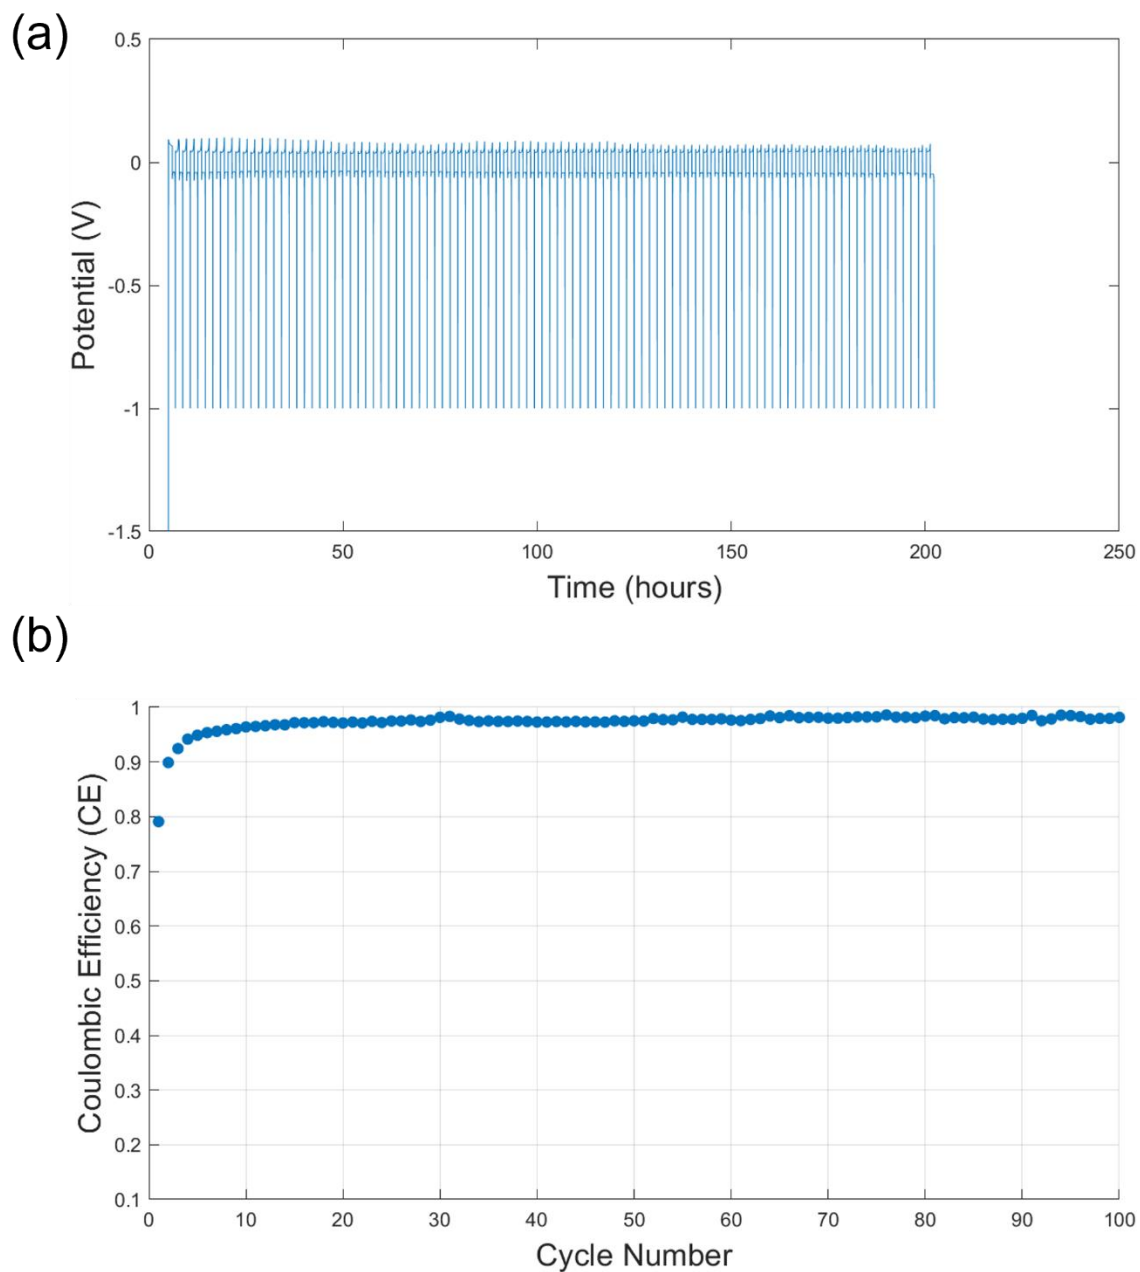 (a)
0.5
0
-0.5
-1
-1.5
Potential (V)
0 50 100 150 200 250
Time (hours)
(b)
1
0.9
0.8
0.7
0.6
0.5
0.4
0.3
0.2
0.1
Coulombic Efficiency (CE)
0 10 20 30 40 50 60 70 80 90 100
Cycle Number